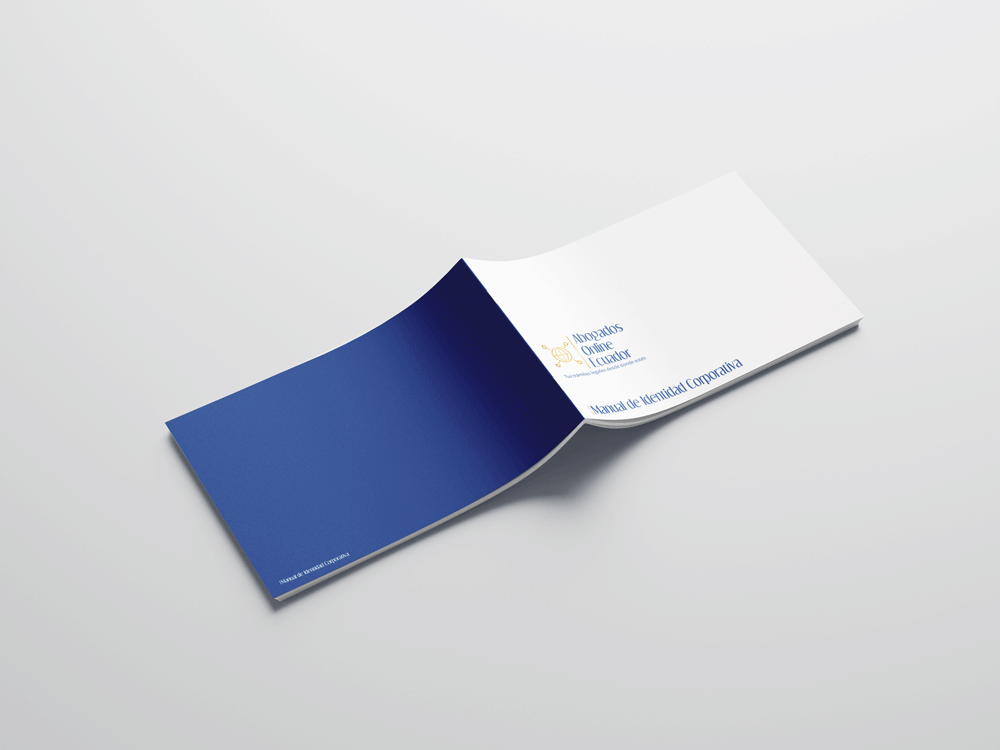 Abogados
Online
Ecuador
Tus trámites legales desde donde estés
Manual de Identidad Corporativa
Manual de Identidad Corporativa